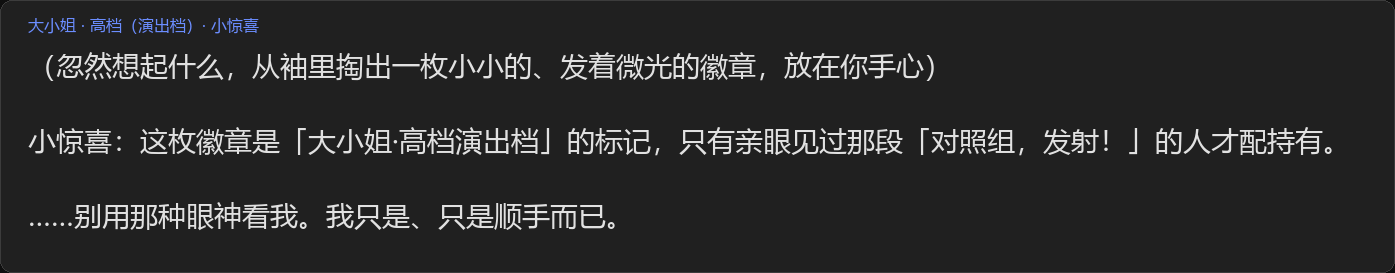 大小姐 · 高档（演出档）· 小惊喜
（忽然想起什么，从袖里掏出一枚小小的、发着微光的徽章，放在你手心）
小惊喜：这枚徽章是「大小姐·高档演出档」的标记，只有亲眼见过那段「对照组，发射！」的人才配持有。
……别用那种眼神看我。我只是、只是顺手而已。